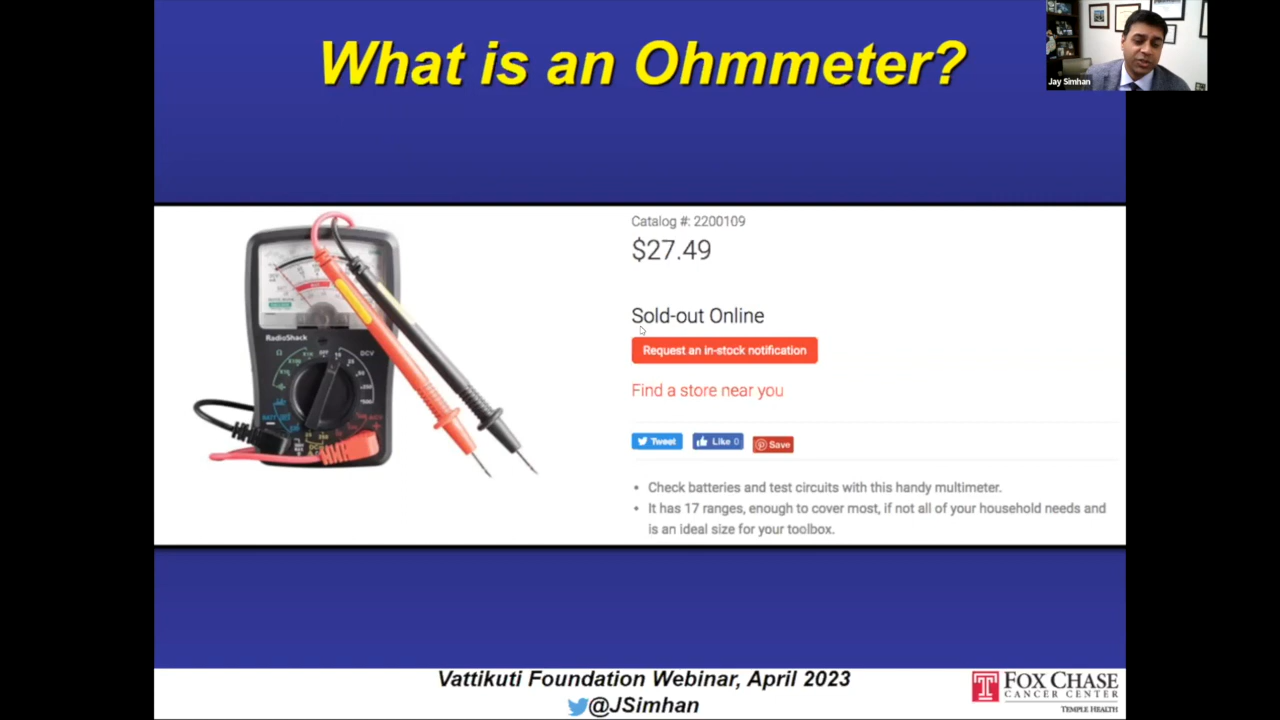 What is an Ohmmeter?
Jay Simhan
Catalog #: 2200109
$27.49
Sold-out Online
Request an in-stock notification
Find a store near you
Tweet
Like 0
Save
Check batteries and test circuits with this handy multimeter.
It has 17 ranges, enough to cover most, if not all of your household needs and
is an ideal size for your toolbox.
RadioShack
DCV
OFF
BATT
Vattikuti Foundation Webinar, April 2023
@JSimhan
T FOX CHASE
CANCER CENTER
TEMPLE HEALTH